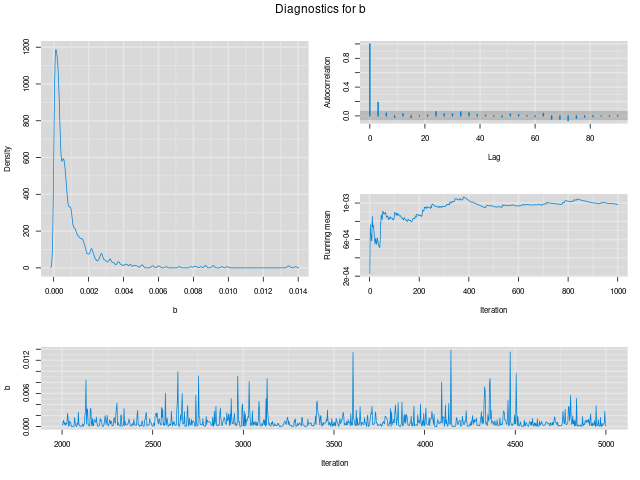 Diagnostics for b
Density
0 200 400 600 800 1000 1200
0.000 0.002 0.004 0.006 0.008 0.010 0.012 0.014
b
Autocorrelation
0.0 0.4 0.8
0 20 40 60 80
Lag
Running mean
2e-04 6e-04 1e-03
0 200 400 600 800 1000
Iteration
b
0.000 0.006 0.012
2000 2500 3000 3500 4000 4500 5000
Iteration